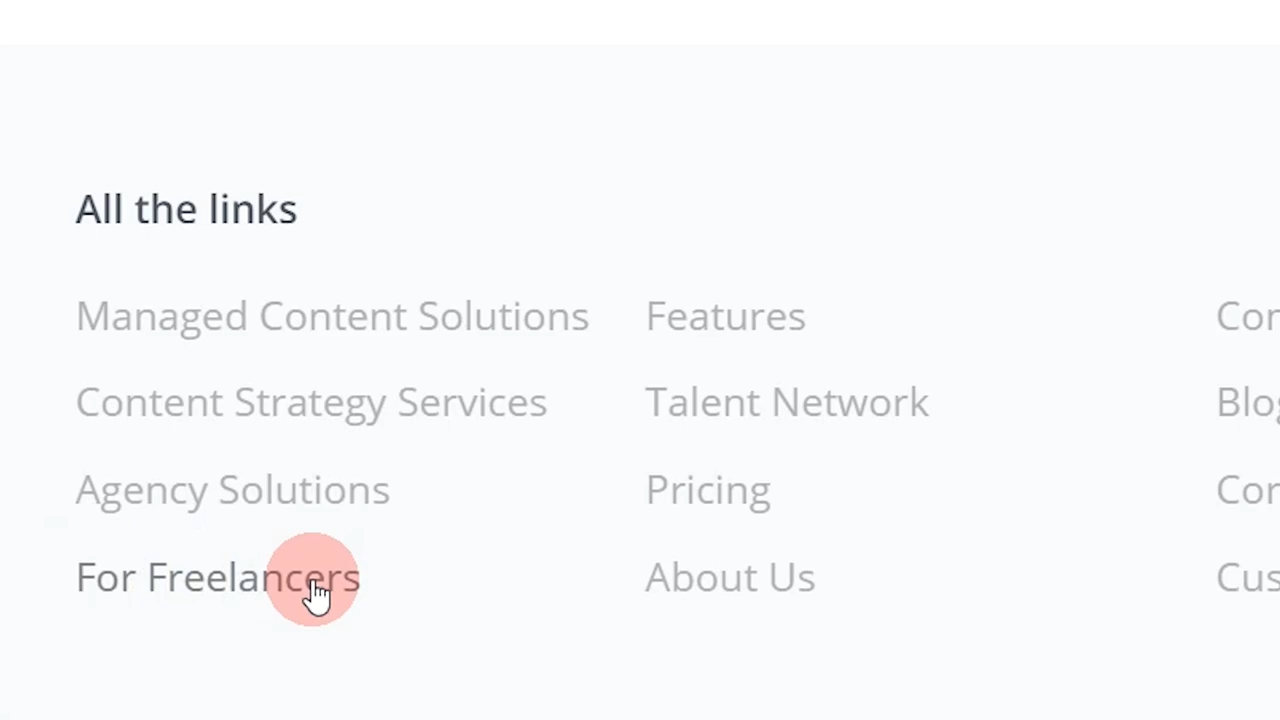 All the links
Managed Content Solutions
Features
Content Strategy Services
Talent Network
Agency Solutions
Pricing
For Freelancers
About Us